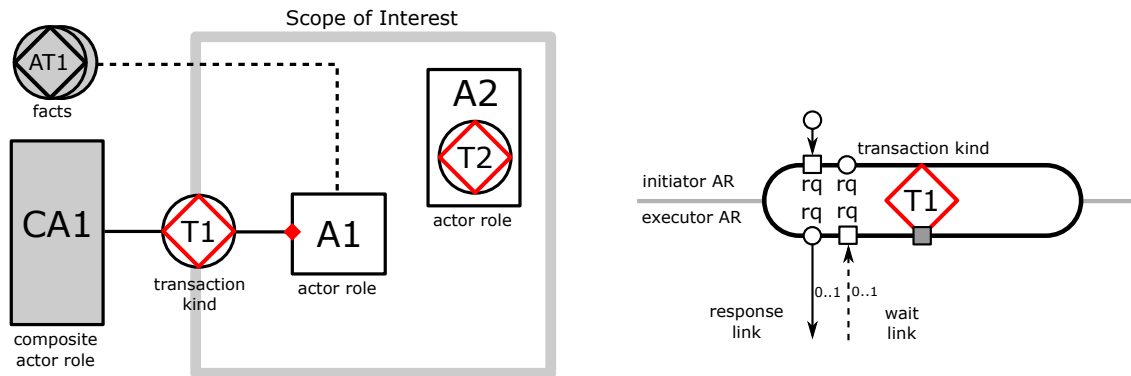 Scope of Interest
AT1
facts
A2
T2
actor role
CA1
T1
A1
transaction
kind
actor role
composite
actor role
transaction kind
rq rq
initiator AR
T1
executor AR
rq rq
0..1 0..1
response
link
wait
link